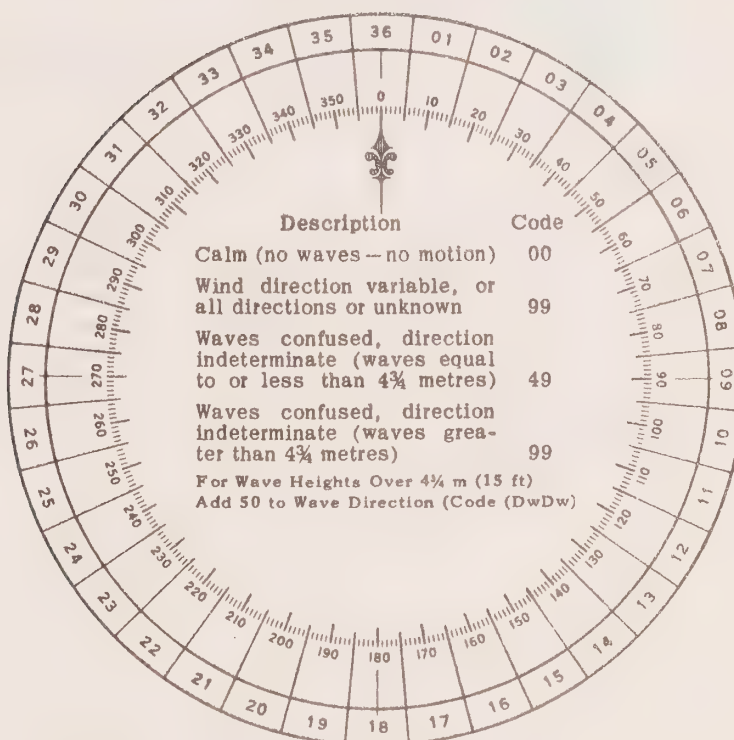 36 01 02 03 04 05 06 07 08 09 10 11 12 13 14 15 16 17 18 19 20 21 22 23 24 25 26 27 28 29 30 31 32 33 34 35
0 10 20 30 40 50 60 70 80 90 100 110 120 130 140 150 160 170 180 190 200 210 220 230 240 250 260 270 280 290 300 310 320 330 340 350
Description Code
Calm (no waves — no motion) 00
Wind direction variable, or
all directions or unknown 99
Waves confused, direction
indeterminate (waves equal
to or less than 4¾ metres) 49
Waves confused, direction
indeterminate (waves grea-
ter than 4¾ metres) 99
For Wave Heights Over 4¾ m (15 ft)
Add 50 to Wave Direction (Code (DwDw)